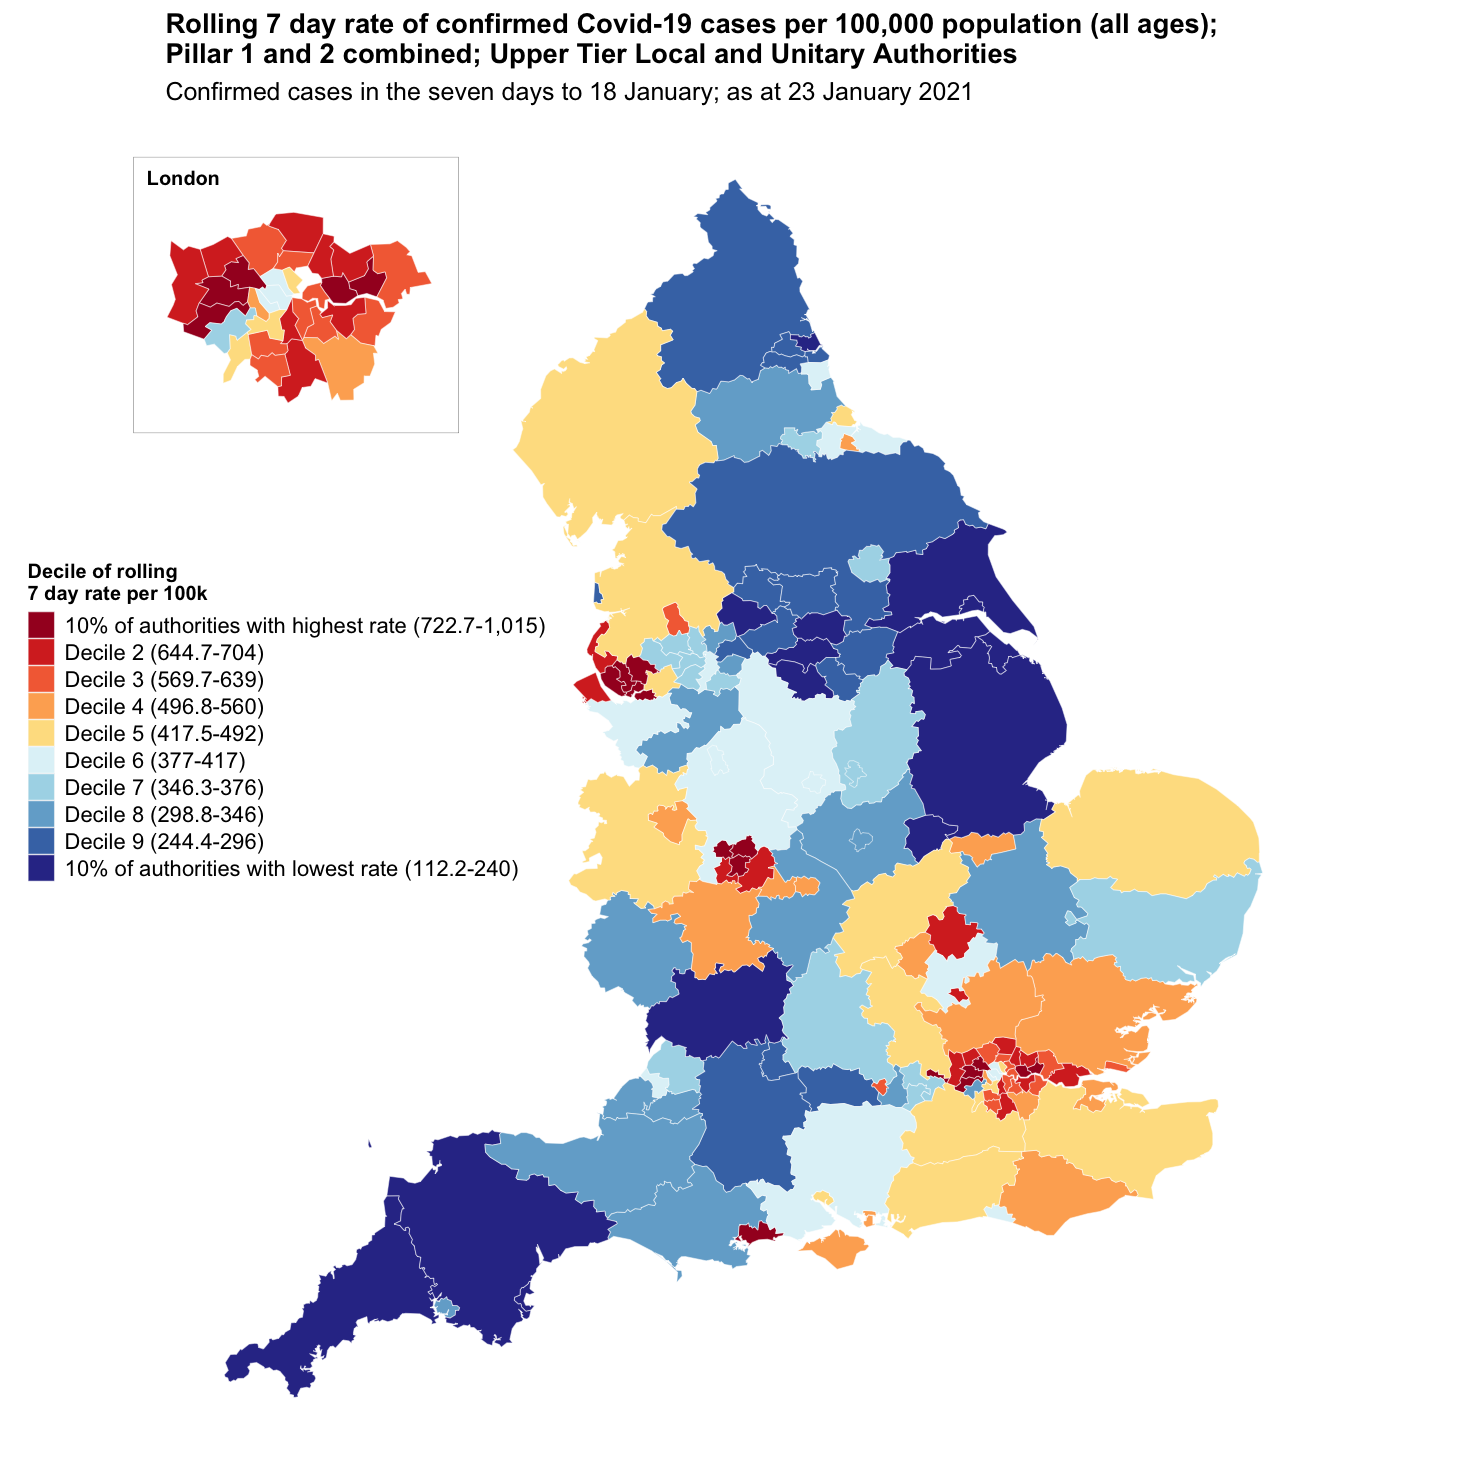 Rolling 7 day rate of confirmed Covid-19 cases per 100,000 population (all ages);
Pillar 1 and 2 combined; Upper Tier Local and Unitary Authorities
Confirmed cases in the seven days to 18 January; as at 23 January 2021
London
Decile of rolling
7 day rate per 100k
10% of authorities with highest rate (722.7-1,015)
Decile 2 (644.7-704)
Decile 3 (569.7-639)
Decile 4 (496.8-560)
Decile 5 (417.5-492)
Decile 6 (377-417)
Decile 7 (346.3-376)
Decile 8 (298.8-346)
Decile 9 (244.4-296)
10% of authorities with lowest rate (112.2-240)